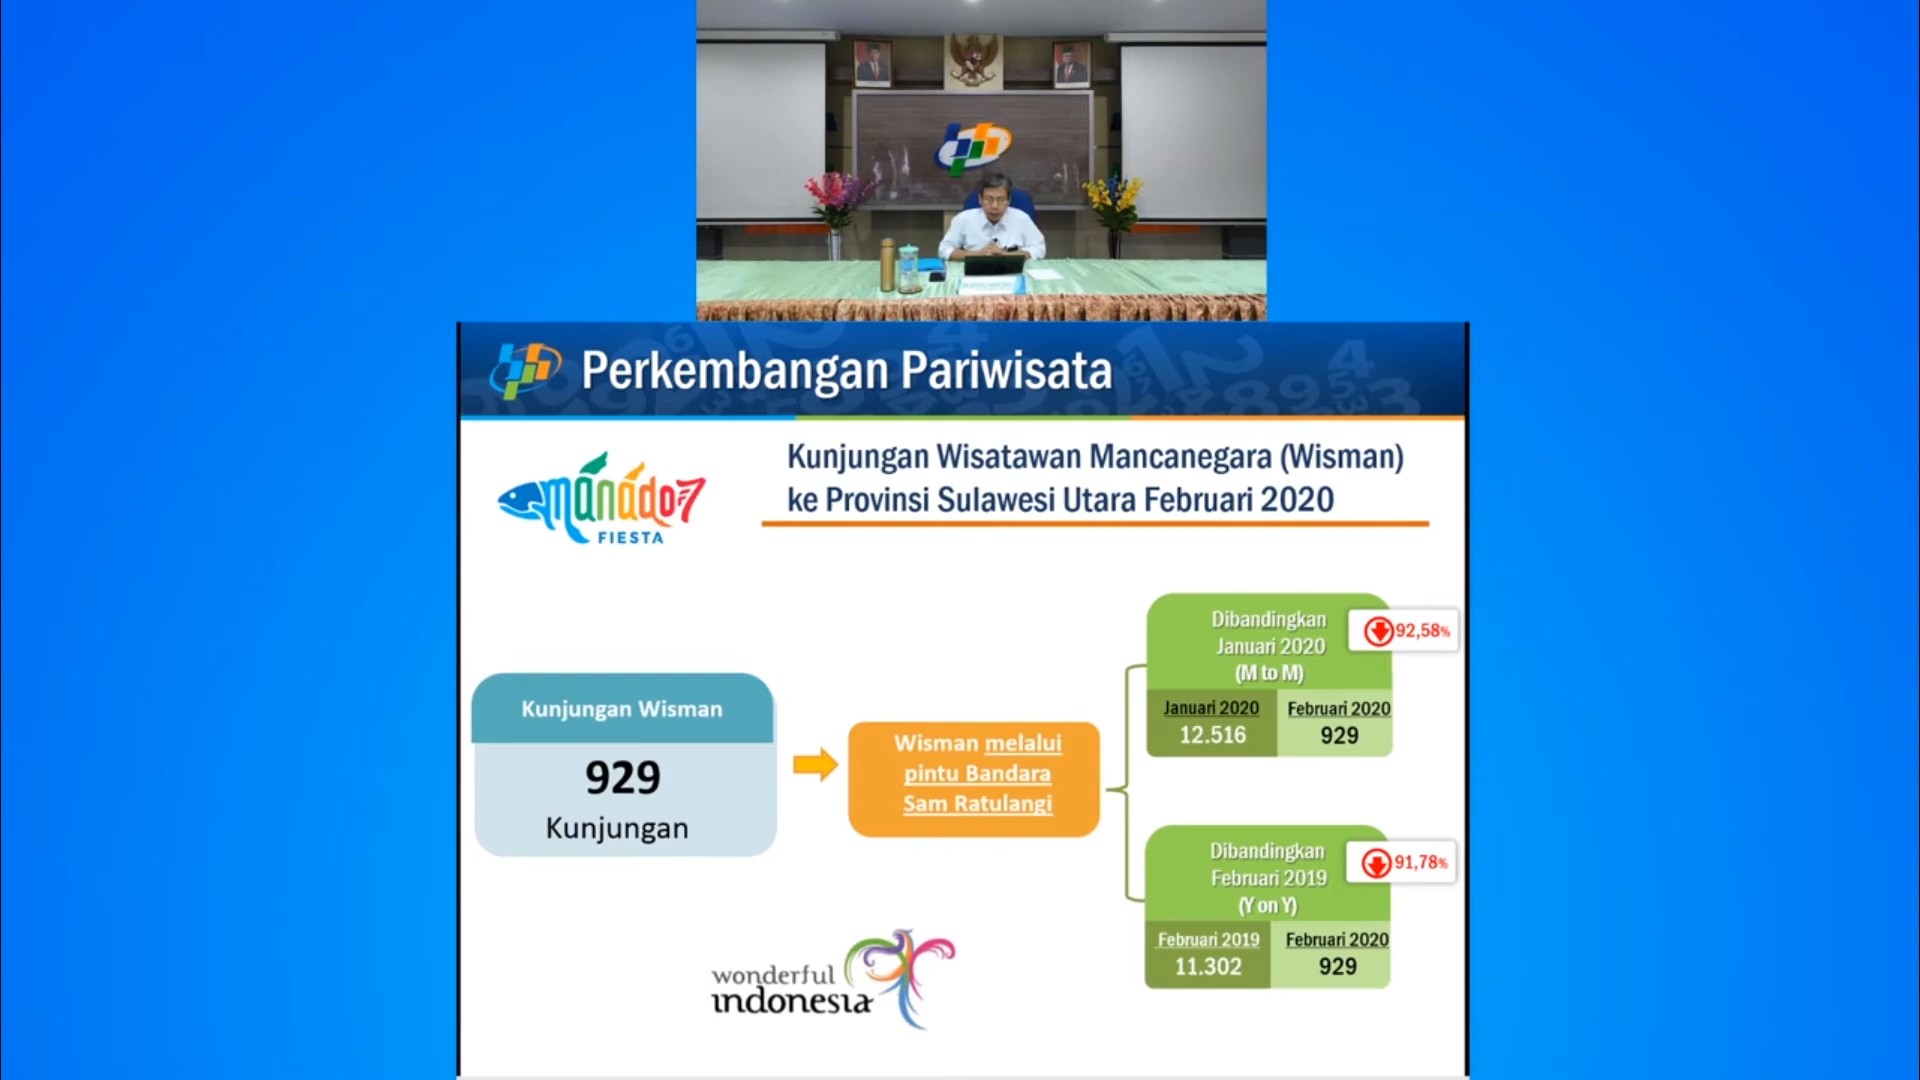 Perkembangan Pariwisata
manado
FIESTA
Kunjungan Wisatawan Mancanegara (Wisman)
ke Provinsi Sulawesi Utara Februari 2020
Kunjungan Wisman
929
Kunjungan
Wisman melalui
pintu Bandara
Sam Ratulangi
Dibandingkan
Januari 2020
(M to M)
92,58%
Januari 2020
Februari 2020
12.516
929
Dibandingkan
Februari 2019
(Y on Y)
91,78%
Februari 2019
Februari 2020
11.302
929
wonderful
indonesia